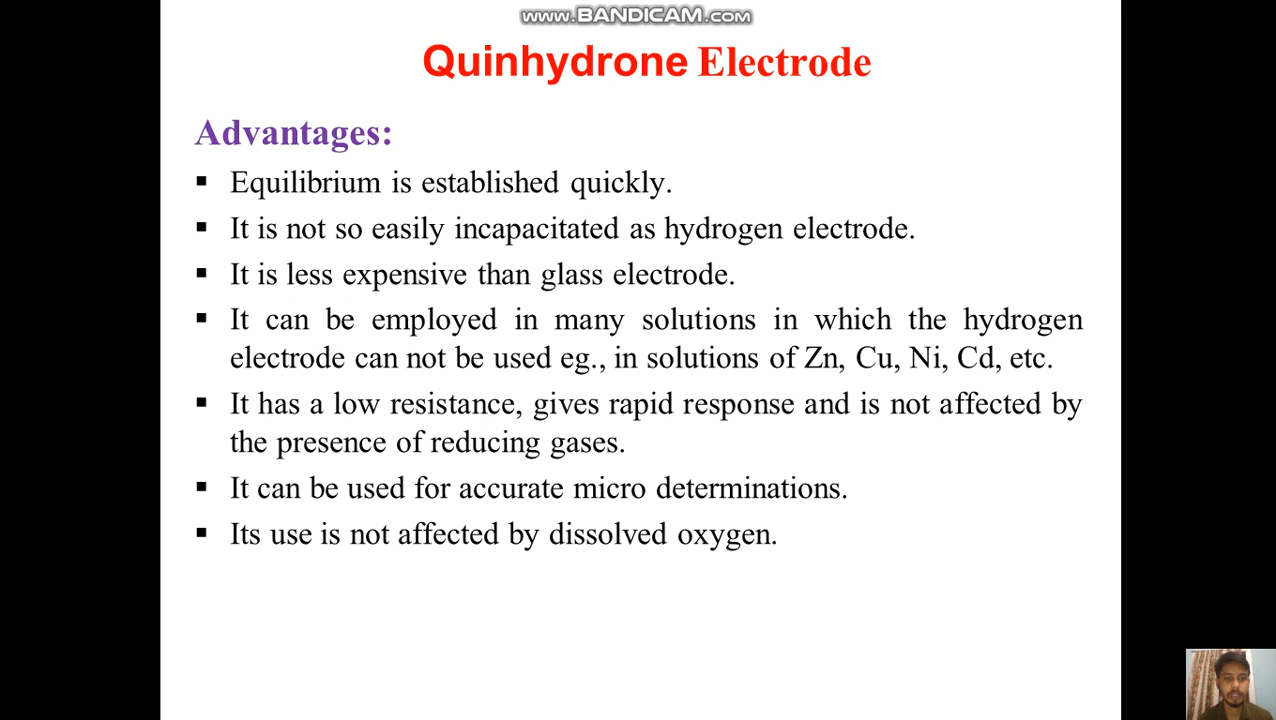 www.BANDICAM.com
Quinhydrone Electrode
Advantages:
▪ Equilibrium is established quickly.
▪ It is not so easily incapacitated as hydrogen electrode.
▪ It is less expensive than glass electrode.
▪ It can be employed in many solutions in which the hydrogen
electrode can not be used eg., in solutions of Zn, Cu, Ni, Cd, etc.
▪ It has a low resistance, gives rapid response and is not affected by
the presence of reducing gases.
▪ It can be used for accurate micro determinations.
▪ Its use is not affected by dissolved oxygen.